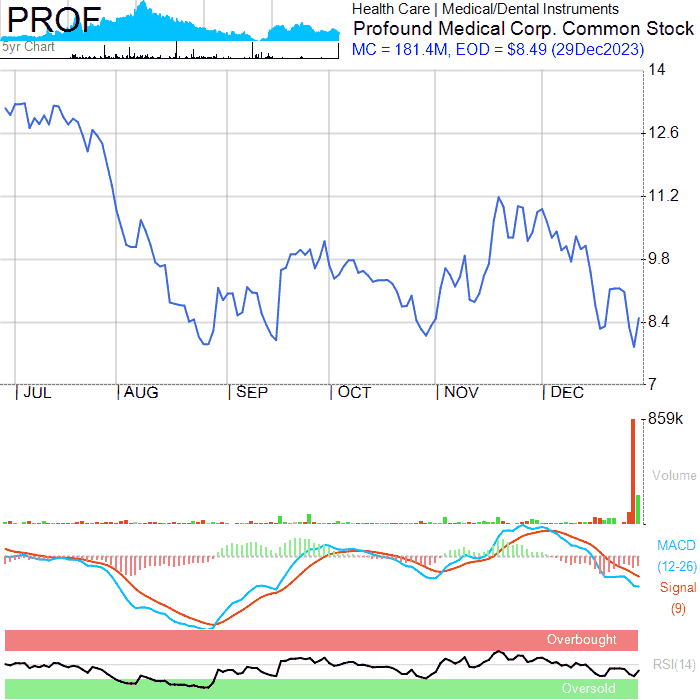 PROF
5yr Chart
Health Care | Medical/Dental Instruments
Profound Medical Corp. Common Stock
MC = 181.4M, EOD = $8.49 (29Dec2023)
14
12.6
11.2
9.8
8.4
7
JUL AUG SEP OCT NOV DEC
859k
Volume
MACD
(12-26)
Signal
(9)
Overbought
RSI(14)
Oversold